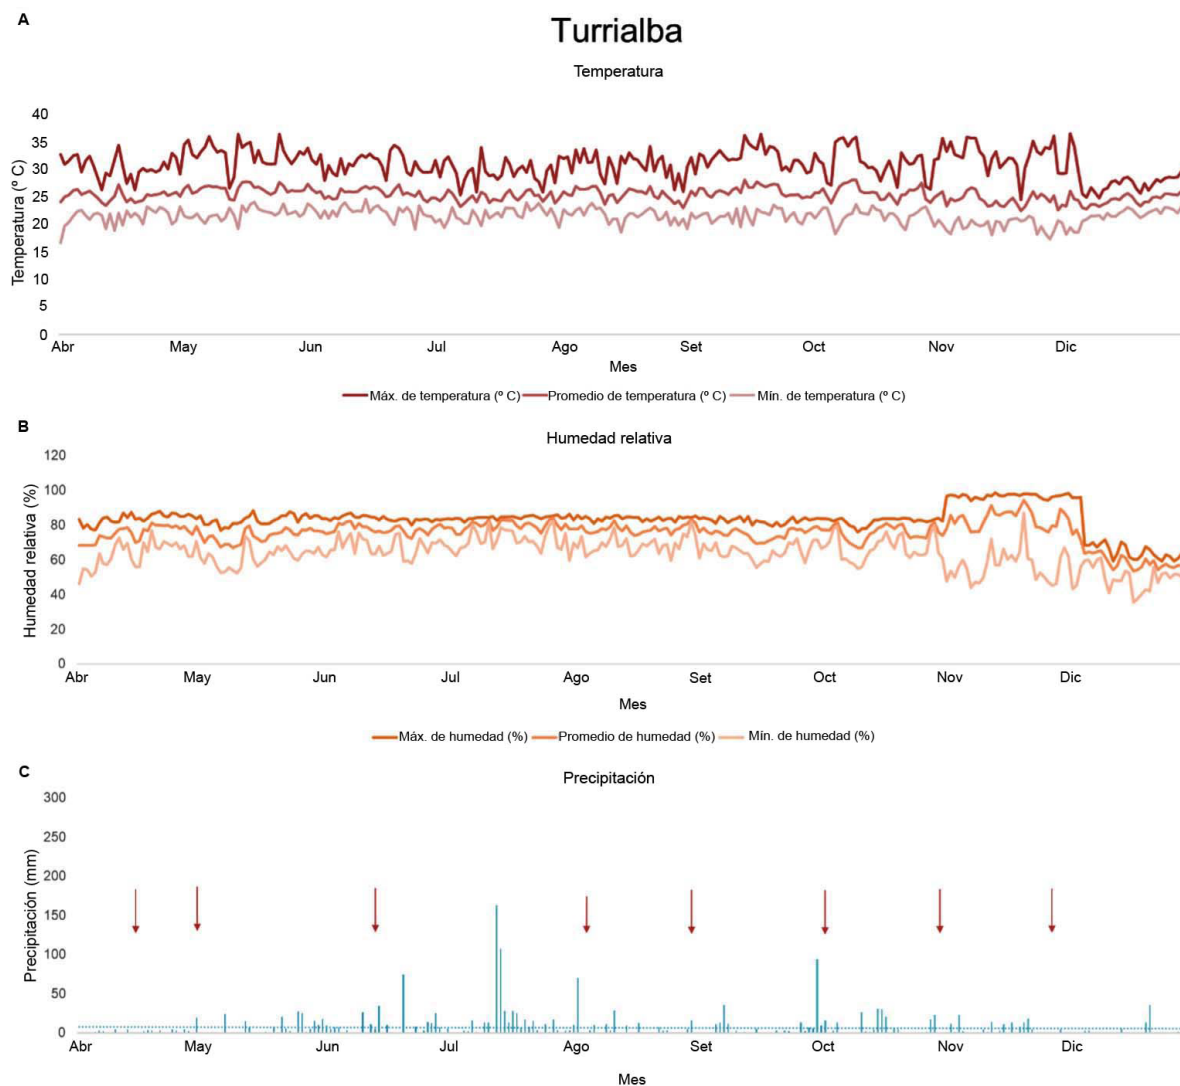 A
Turrialba
Temperatura
Temperatura (º C)
40
35
30
25
20
15
10
5
0
Abr May Jun Jul Ago Set Oct Nov Dic
Mes
Máx. de temperatura (º C) Promedio de temperatura (º C) Mín. de temperatura (º C)
B
Humedad relativa
Humedad relativa (%)
120
100
80
60
40
20
0
Abr May Jun Jul Ago Set Oct Nov Dic
Mes
Máx. de humedad (%) Promedio de humedad (%) Mín. de humedad (%)
C
Precipitación
Precipitación (mm)
300
250
200
150
100
50
0
Abr May Jun Jul Ago Set Oct Nov Dic
Mes